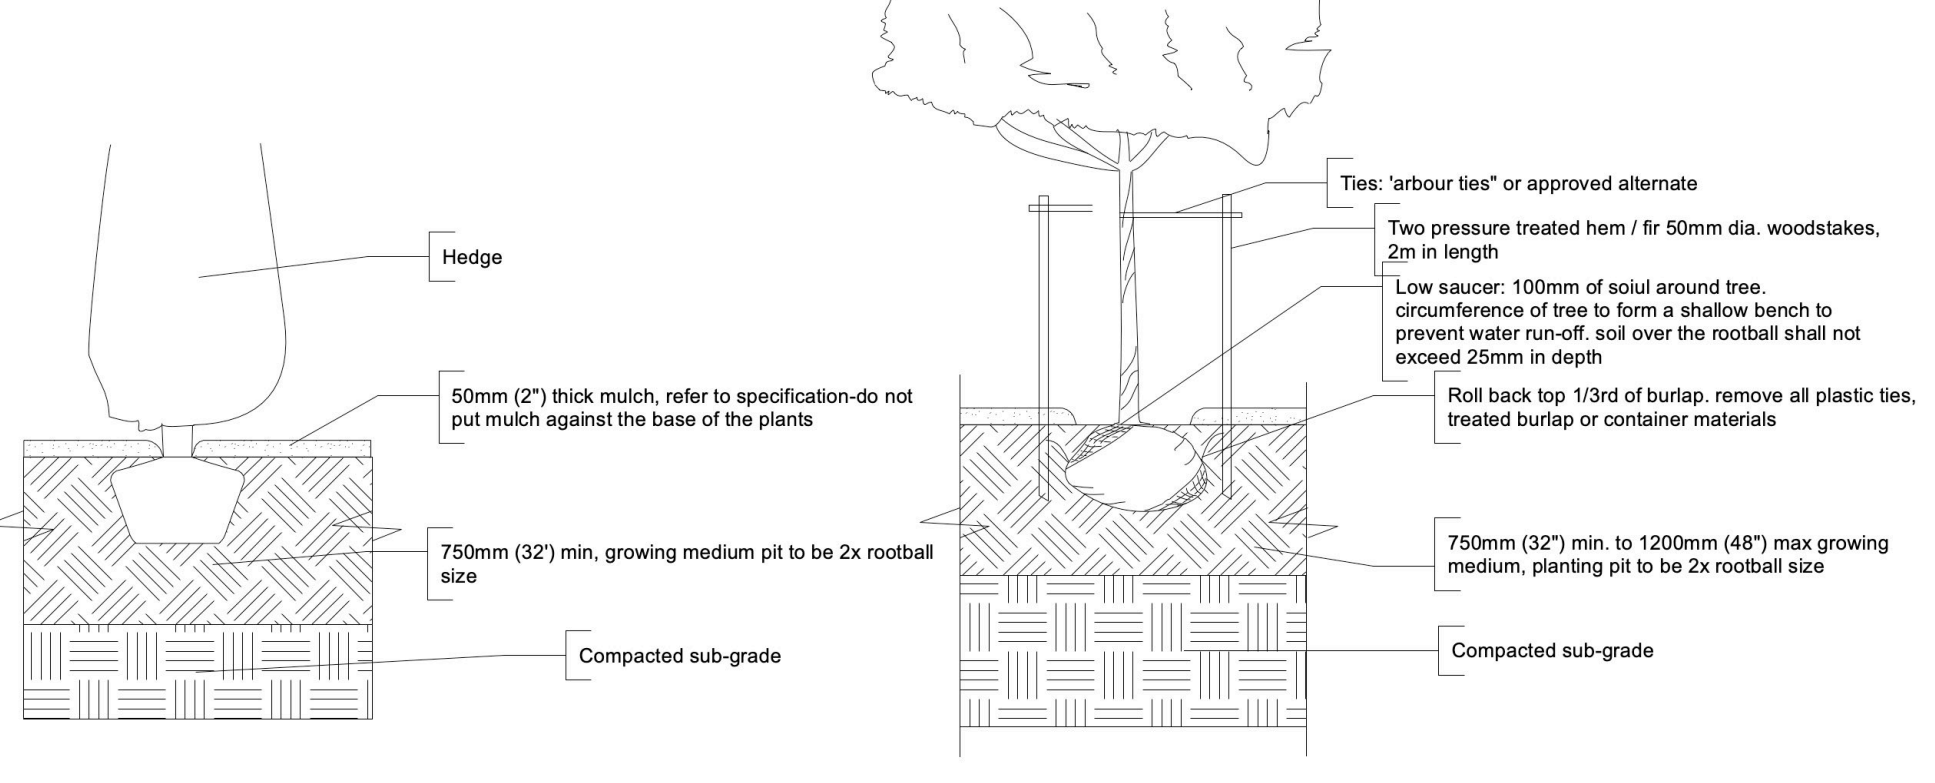 Hedge
50mm (2") thick mulch, refer to specification-do not
put mulch against the base of the plants
750mm (32') min, growing medium pit to be 2x rootball
size
Compacted sub-grade
Ties: 'arbour ties" or approved alternate
Two pressure treated hem / fir 50mm dia. woodstakes,
2m in length
Low saucer: 100mm of soiul around tree.
circumference of tree to form a shallow bench to
prevent water run-off. soil over the rootball shall not
exceed 25mm in depth
Roll back top 1/3rd of burlap. remove all plastic ties,
treated burlap or container materials
750mm (32") min. to 1200mm (48") max growing
medium, planting pit to be 2x rootball size
Compacted sub-grade